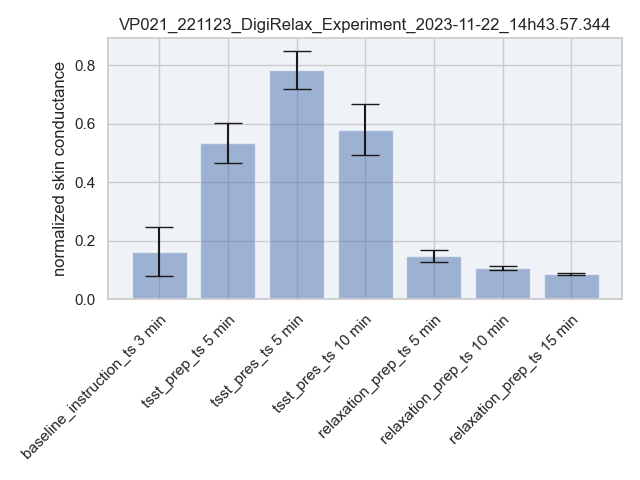 VP021_221123_DigiRelax_Experiment_2023-11-22_14h43.57.344
normalized skin conductance
0.8
0.6
0.4
0.2
0.0
baseline_instruction_ts 3 min
tsst_prep_ts 5 min
tsst_pres_ts 5 min
tsst_pres_ts 10 min
relaxation_prep_ts 5 min
relaxation_prep_ts 10 min
relaxation_prep_ts 15 min